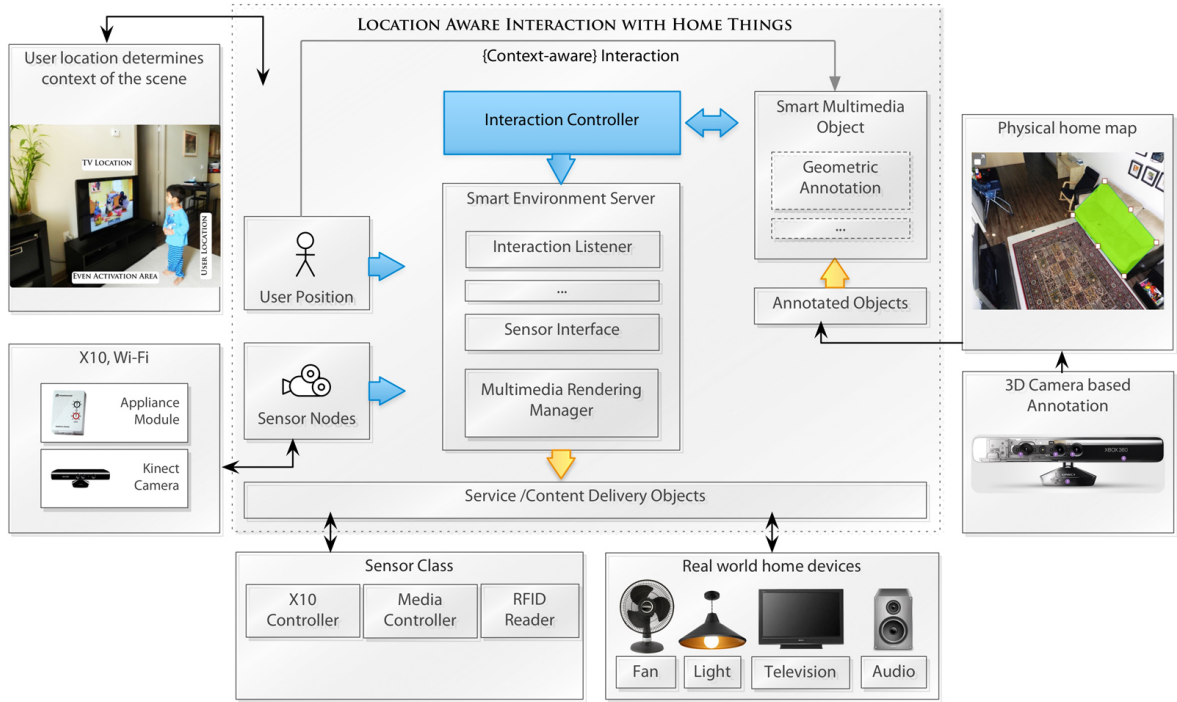 LOCATION AWARE INTERACTION WITH HOME THINGS
{Context-aware} Interaction
User location determines
context of the scene
TV LOCATION
USER LOCATION
EVEN ACTIVATION AREA
X10, Wi-Fi
Appliance
Module
Kinect
Camera
User Position
Sensor Nodes
Interaction Controller
Smart Environment Server
Interaction Listener
...
Sensor Interface
Multimedia Rendering
Manager
Smart Multimedia
Object
Geometric
Annotation
...
Annotated Objects
Physical home map
3D Camera based
Annotation
XBOX 360
Service /Content Delivery Objects
Sensor Class
X10
Controller
Media
Controller
RFID
Reader
Real world home devices
Fan
Light
Television
Audio